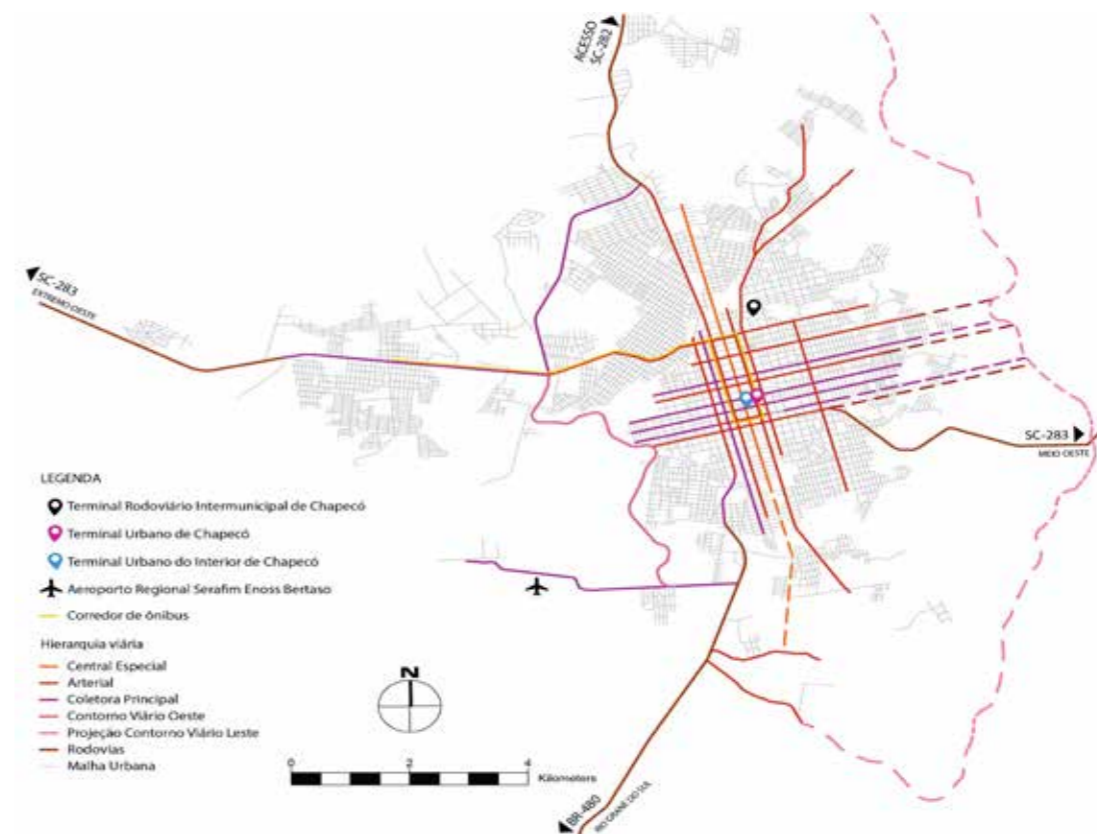 ACESSO
SC-282
SC-283
EXTREMO OESTE
SC-283
MEIO OESTE
LEGENDA
Terminal Rodoviário Intermunicipal de Chapecó
Terminal Urbano de Chapecó
Terminal Urbano do Interior de Chapecó
Aeroporto Regional Serafim Enoss Bertaso
Corredor de ônibus
Hierarquia viária
Central Especial
Arterial
Coletora Principal
Contorno Viário Oeste
Projeção Contorno Viário Leste
Rodovias
Malha Urbana
N
0 2 4
Kilometers
BR-480
RIO GRANDE DO SUL